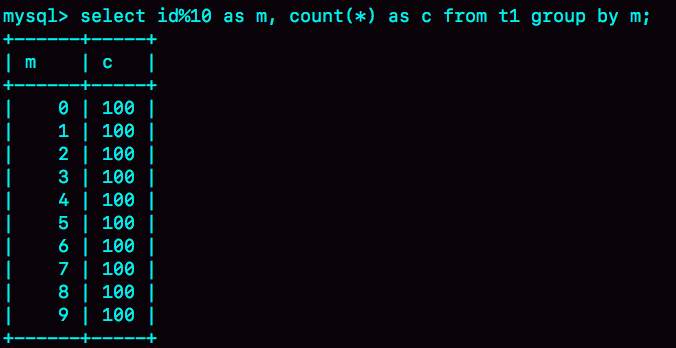 mysql> select id%10 as m, count(*) as c from t1 group by m;
+------+-----+
| m    | c   |
+------+-----+
|    0 | 100 |
|    1 | 100 |
|    2 | 100 |
|    3 | 100 |
|    4 | 100 |
|    5 | 100 |
|    6 | 100 |
|    7 | 100 |
|    8 | 100 |
|    9 | 100 |
+------+-----+